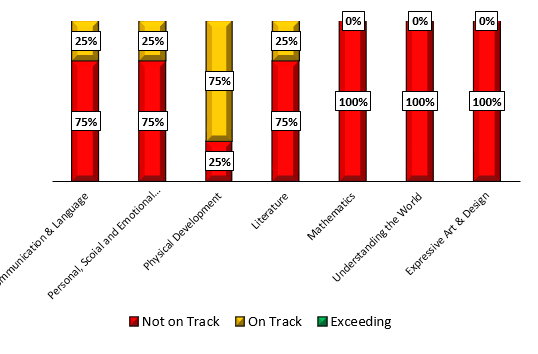 25% 25% 75% 25% 0% 0% 0%
75% 75% 25% 75% 100% 100% 100%
mmunication & Language
Personal, Scoial and Emotional...
Physical Development
Literature
Mathematics
Understanding the World
Expressive Art & Design
Not on Track On Track Exceeding